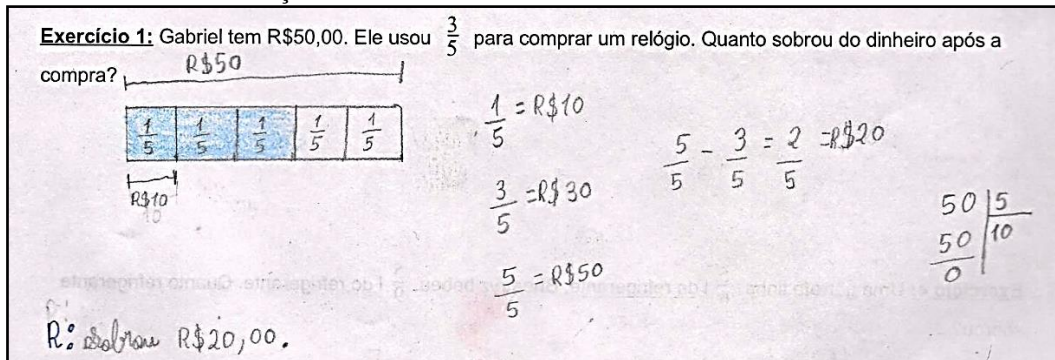 Exercício 1: Gabriel tem R$50,00. Ele usou 3/5 para comprar um relógio. Quanto sobrou do dinheiro após a
compra?
R$50
1/5 1/5 1/5 1/5 1/5
R$10
1/5 = R$10
3/5 = R$30
5/5 = R$50
5/5 - 3/5 = 2/5 = R$20
50 | 5
50 | 10
0
R: sobrou R$20,00.